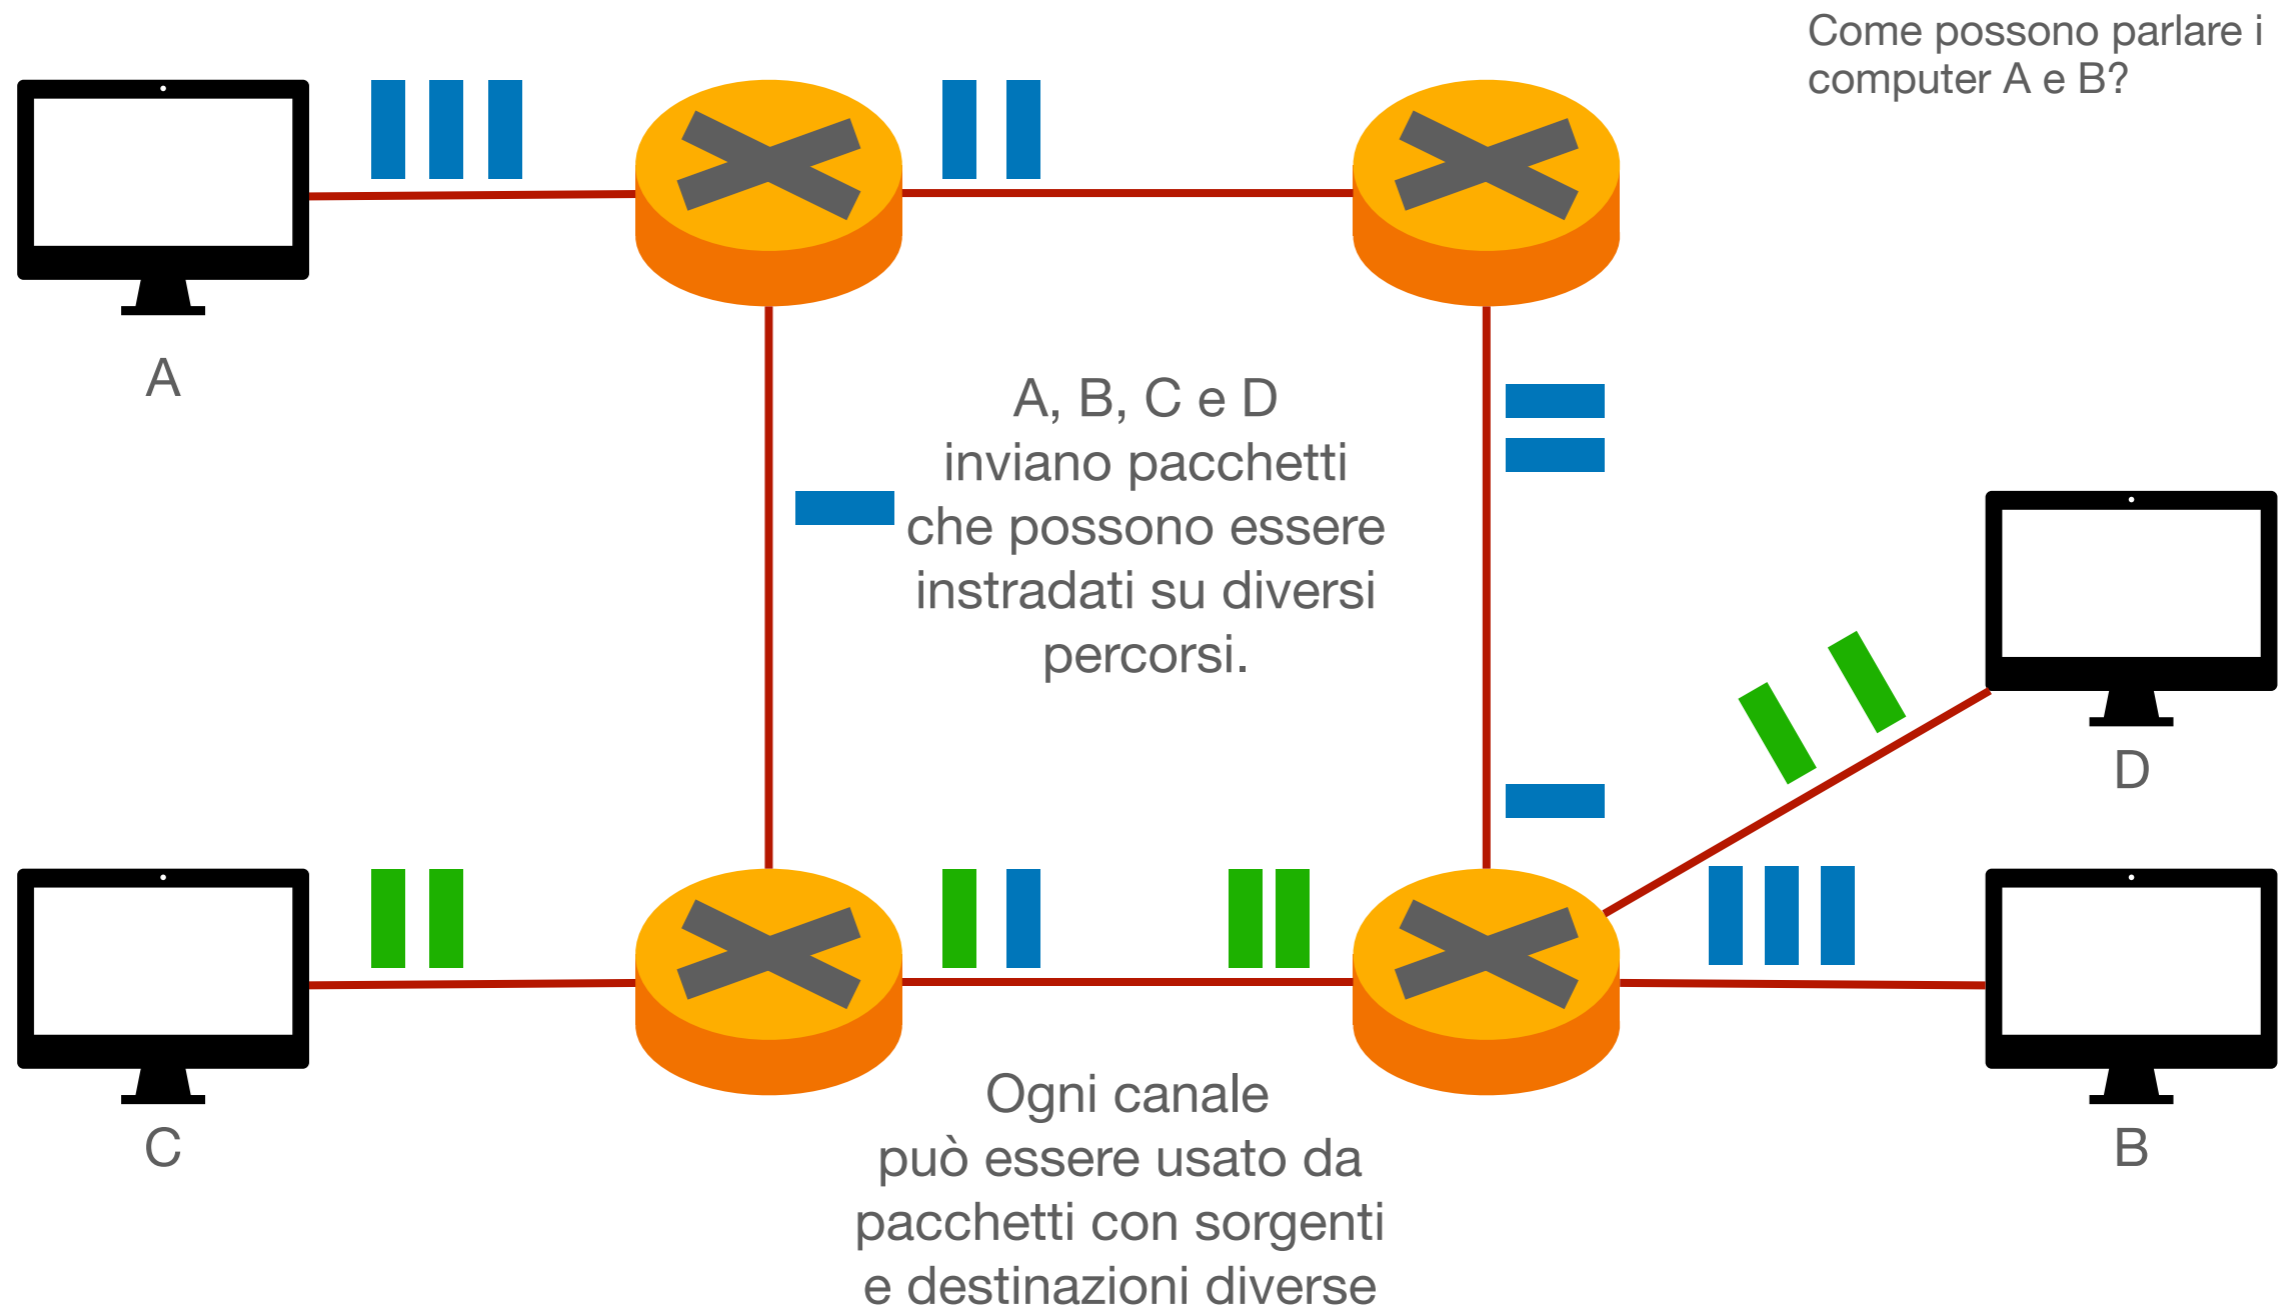 Come possono parlare i
computer A e B?
A
A, B, C e D
inviano pacchetti
che possono essere
instradati su diversi
percorsi.
D
C
Ogni canale
può essere usato da
pacchetti con sorgenti
e destinazioni diverse
B